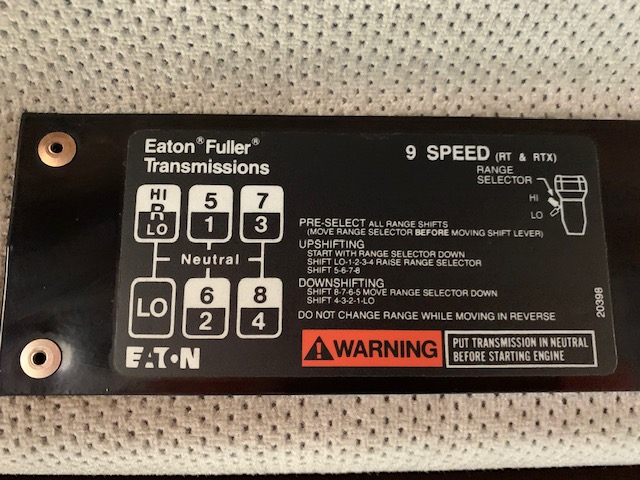 Eaton® Fuller®
Transmissions
9 SPEED (RT & RTX)
RANGE
SELECTOR
HI
LO
HI
R
LO
5
1
7
3
Neutral
LO
6
2
8
4
EATON
PRE-SELECT ALL RANGE SHIFTS
(MOVE RANGE SELECTOR BEFORE MOVING SHIFT LEVER)
UPSHIFTING
START WITH RANGE SELECTOR DOWN
SHIFT LO-1-2-3-4 RAISE RANGE SELECTOR
SHIFT 5-6-7-8
DOWNSHIFTING
SHIFT 8-7-6-5 MOVE RANGE SELECTOR DOWN
SHIFT 4-3-2-1-LO
DO NOT CHANGE RANGE WHILE MOVING IN REVERSE
20398
WARNING
PUT TRANSMISSION IN NEUTRAL
BEFORE STARTING ENGINE